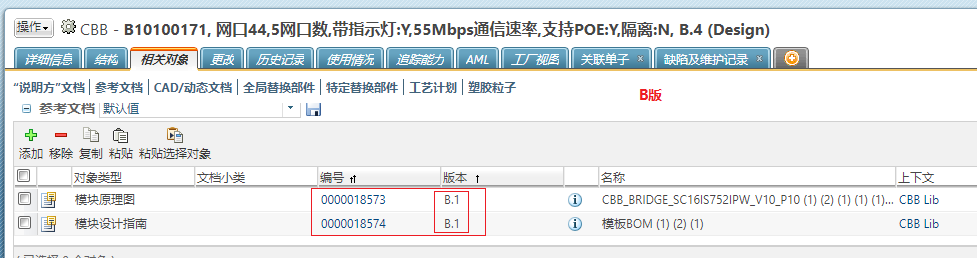 操作 CBB - B10100171, 网口44,5网口数,带指示灯:Y,55Mbps通信速率,支持POE:Y,隔离:N, B.4 (Design)
详细信息 结构 相关对象 更改 历史记录 使用情况 追踪能力 AML 工厂视图 关联单子 × 缺陷及维护记录 ×
“说明方”文档 参考文档 CAD/动态文档 全局替换部件 特定替换部件 工艺计划 塑胶粒子
B版
参考文档 默认值
添加 移除 复制 粘贴 粘贴选择对象
对象类型 文档小类 编号 版本 名称 上下文
模块原理图 0000018573 B.1 CBB_BRIDGE_SC16IS752IPW_V10_P10 (1) (2) (1) (1) (1)... CBB Lib
模块设计指南 0000018574 B.1 模板BOM (1) (2) (1) CBB Lib